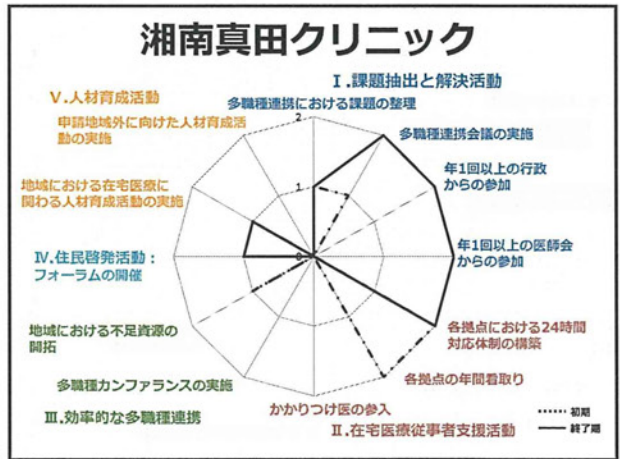 湘南真田クリニック
Ⅰ.課題抽出と解決活動
多職種連携における課題の整理
多職種連携会議の実施
年1回以上の行政
からの参加
年1回以上の医師会
からの参加
各拠点における24時間
対応体制の構築
各拠点の年間看取り
Ⅱ.在宅医療従事者支援活動
かかりつけ医の参入
Ⅲ.効率的な多職種連携
多職種カンファランスの実施
地域における不足資源の
開拓
Ⅳ.住民啓発活動：
フォーラムの開催
地域における在宅医療に
関わる人材育成活動の実施
Ⅴ.人材育成活動
申請地域外に向けた人材育成活
動の実施
2
1
0
初期
終了期